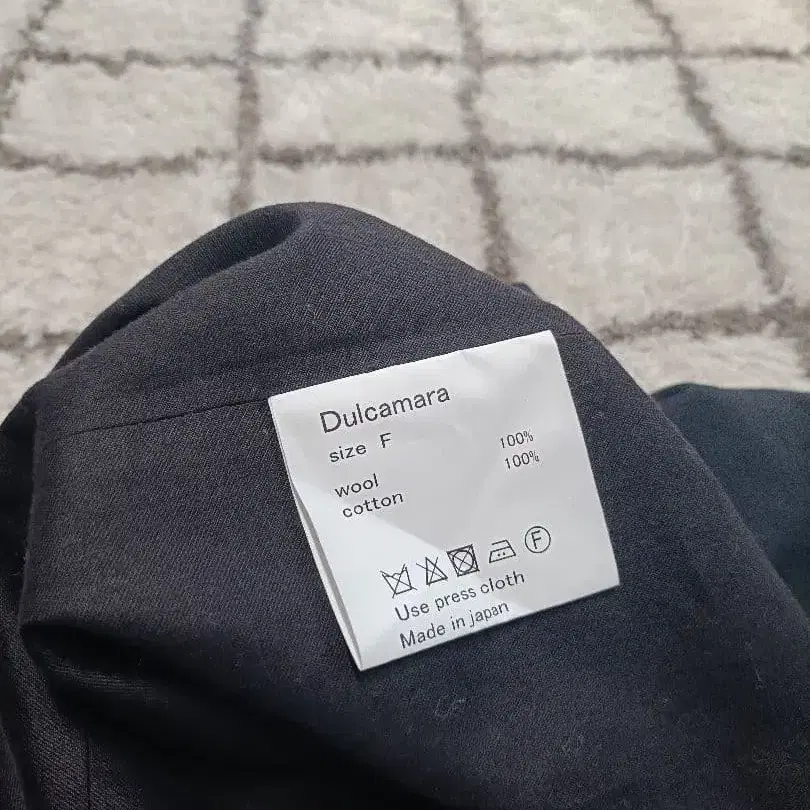 Dulcamara
size F
wool 100%
cotton 100%
F
Use press cloth
Made in japan